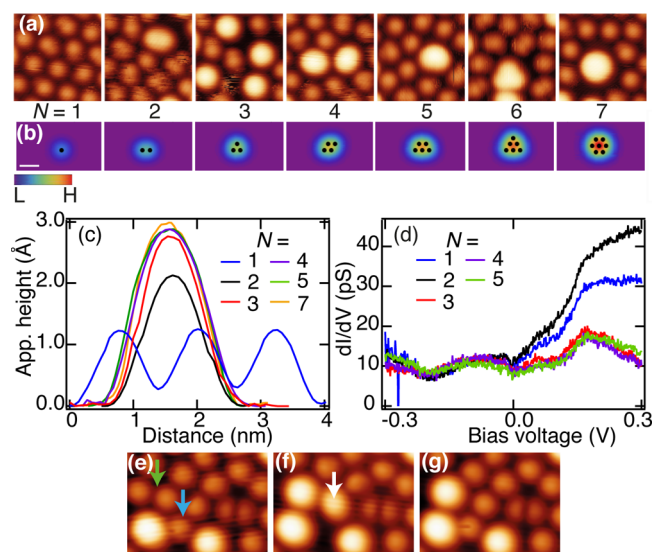 (a)
N = 1 2 3 4 5 6 7
(b)
L H
(c)
N =
1 4
2 5
3 7
App. height (Å)
3.0
2.0
1.0
0.0
0 1 2 3 4
Distance (nm)
(d)
N =
1 4
2 5
3
dI/dV (pS)
40
30
20
10
0
-0.3 0.0 0.3
Bias voltage (V)
(e) (f) (g)